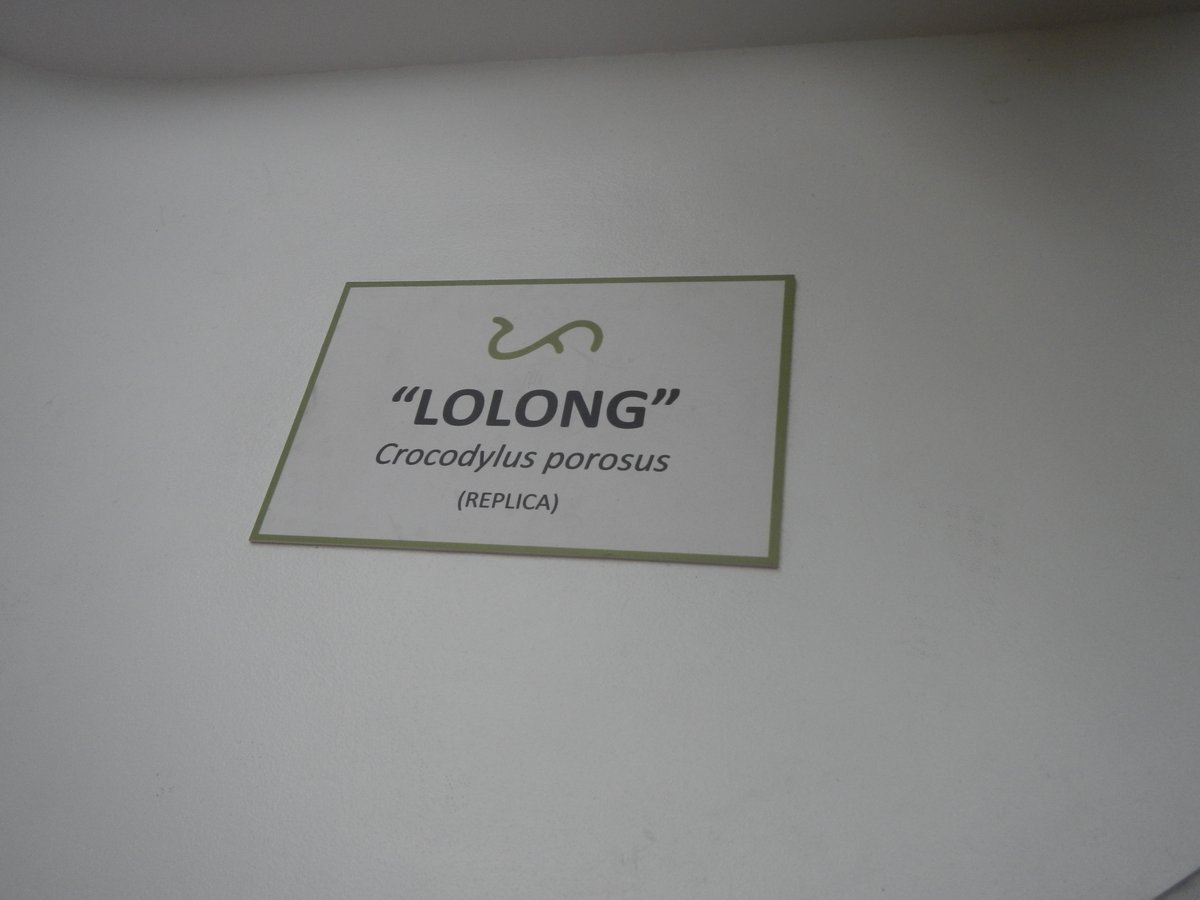 “LOLONG”
Crocodylus porosus
(REPLICA)